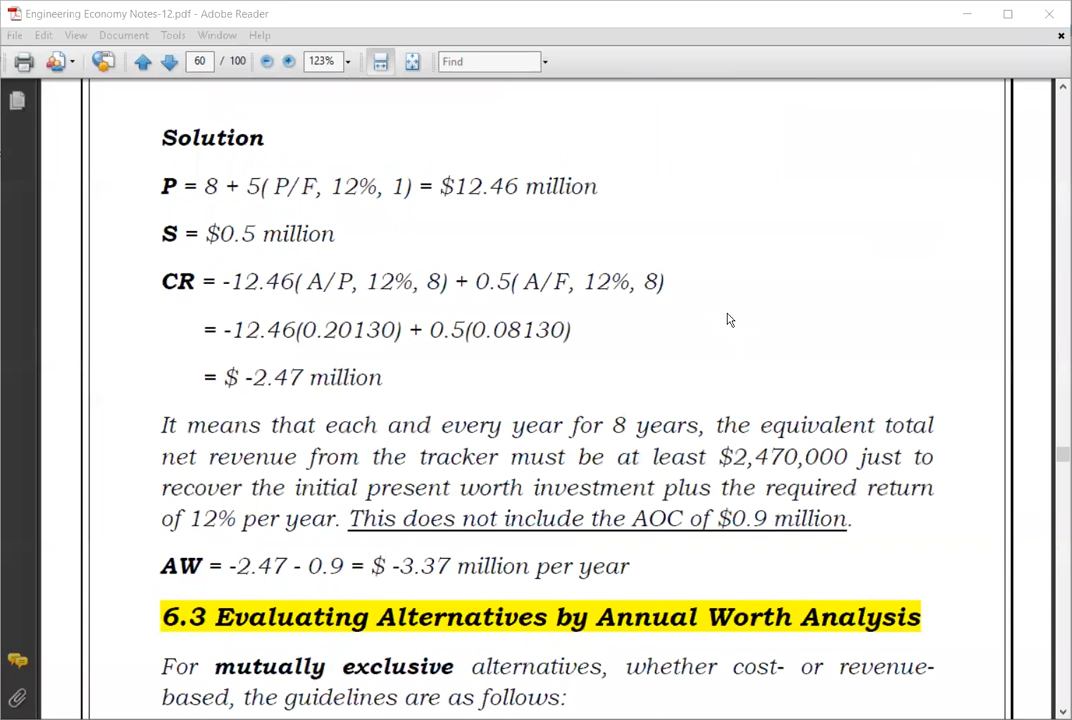 Engineering Economy Notes-12.pdf - Adobe Reader
File Edit View Document Tools Window Help
60 / 100 123% Find
Solution
P = 8 + 5( P/F, 12%, 1) = $12.46 million
S = $0.5 million
CR = -12.46( A/P, 12%, 8) + 0.5( A/F, 12%, 8)
= -12.46(0.20130) + 0.5(0.08130)
= $ -2.47 million
It means that each and every year for 8 years, the equivalent total
net revenue from the tracker must be at least $2,470,000 just to
recover the initial present worth investment plus the required return
of 12% per year. This does not include the AOC of $0.9 million.
AW = -2.47 - 0.9 = $ -3.37 million per year
6.3 Evaluating Alternatives by Annual Worth Analysis
For mutually exclusive alternatives, whether cost- or revenue-
based, the guidelines are as follows: